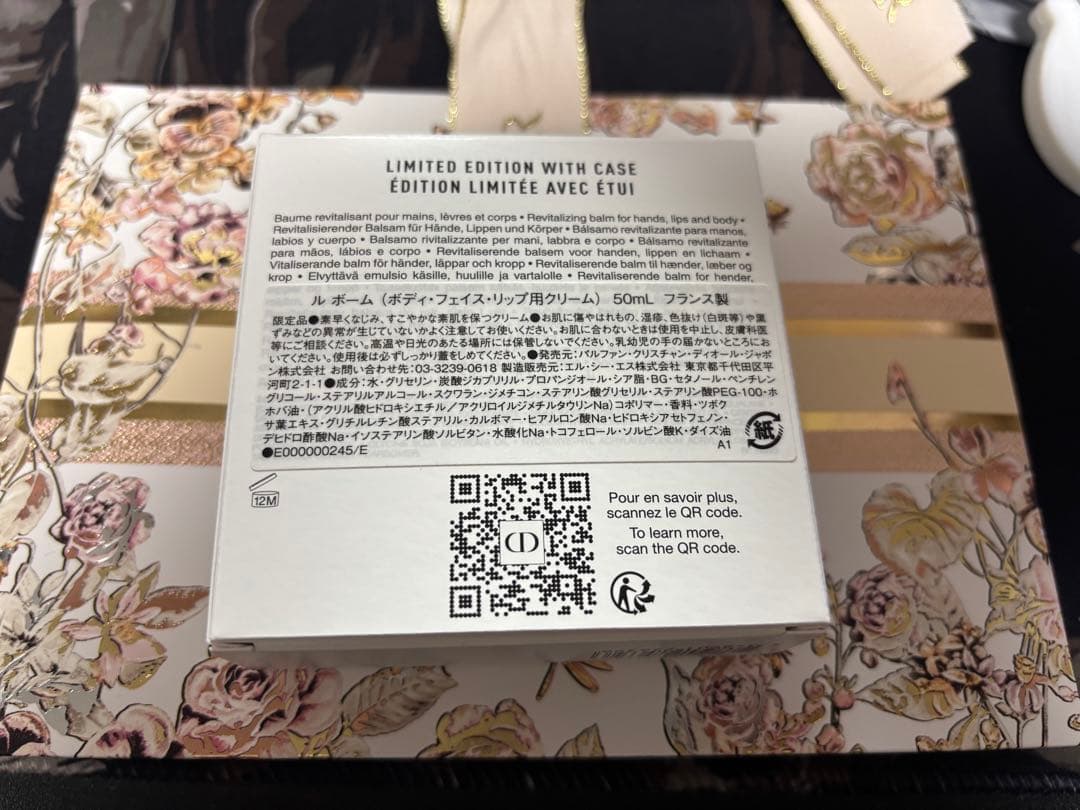 LIMITED EDITION WITH CASE
ÉDITION LIMITÉE AVEC ÉTUI
Baume revitalisant pour mains, lèvres et corps • Revitalizing balm for hands, lips and body •
Revitalisierender Balsam für Hände, Lippen und Körper • Bálsamo revitalizante para manos,
labios y cuerpo • Balsamo rivitalizzante per mani, labbra e corpo • Bálsamo revitalizante
para mãos, lábios e corpo • Revitaliserende balsem voor handen, lippen en lichaam •
Vitaliserande balm för händer, läppar och kropp • Revitaliserende balm til hænder, læber og
krop • Elvyttävä emulsio käsille, huulille ja vartalolle • Revitaliserende balm for hender,
ル ボーム (ボディ・フェイス・リップ用クリーム) 50mL フランス製
限定品●素早くなじみ、すこやかな素肌を保つクリーム●お肌に傷やはれもの、湿疹、色抜け(白斑等)や黒
ずみなどの異常が生じていないかよく注意してお使いください。お肌に合わないときは使用を中止し、皮膚科医
等にご相談ください。高温や日光のあたる場所には保管しないでください。乳幼児の手の届かないところにお
いてください。使用後は必ずしっかり蓋をしめてください。●発売元:パルファン・クリスチャン・ディオール・ジャポ
ン株式会社 お問い合わせ先:03-3239-0618 製造販売元:エル・シー・エス株式会社 東京都千代田区平
河町2-1-1●成分:水・グリセリン・炭酸ジカプリリル・プロパンジオール・シア脂・BG・セタノール・ペンチレン
グリコール・ステアリルアルコール・スクワラン・ジメチコン・ステアリン酸グリセリル・ステアリン酸PEG-100・ホ
ホバ油・(アクリル酸ヒドロキシエチル/アクリロイルジメチルタウリンNa)コポリマー・香料・ツボク
サ葉エキス・グリチルレチン酸ステアリル・カルボマー・ヒアルロン酸Na・ヒドロキシアセトフェノン・
デヒドロ酢酸Na・イソステアリン酸ソルビタン・水酸化Na・トコフェロール・ソルビン酸K・ダイズ油
●E000000245/E
A1
紙
12M
CD
Pour en savoir plus,
scannez le QR code.
To learn more,
scan the QR code.